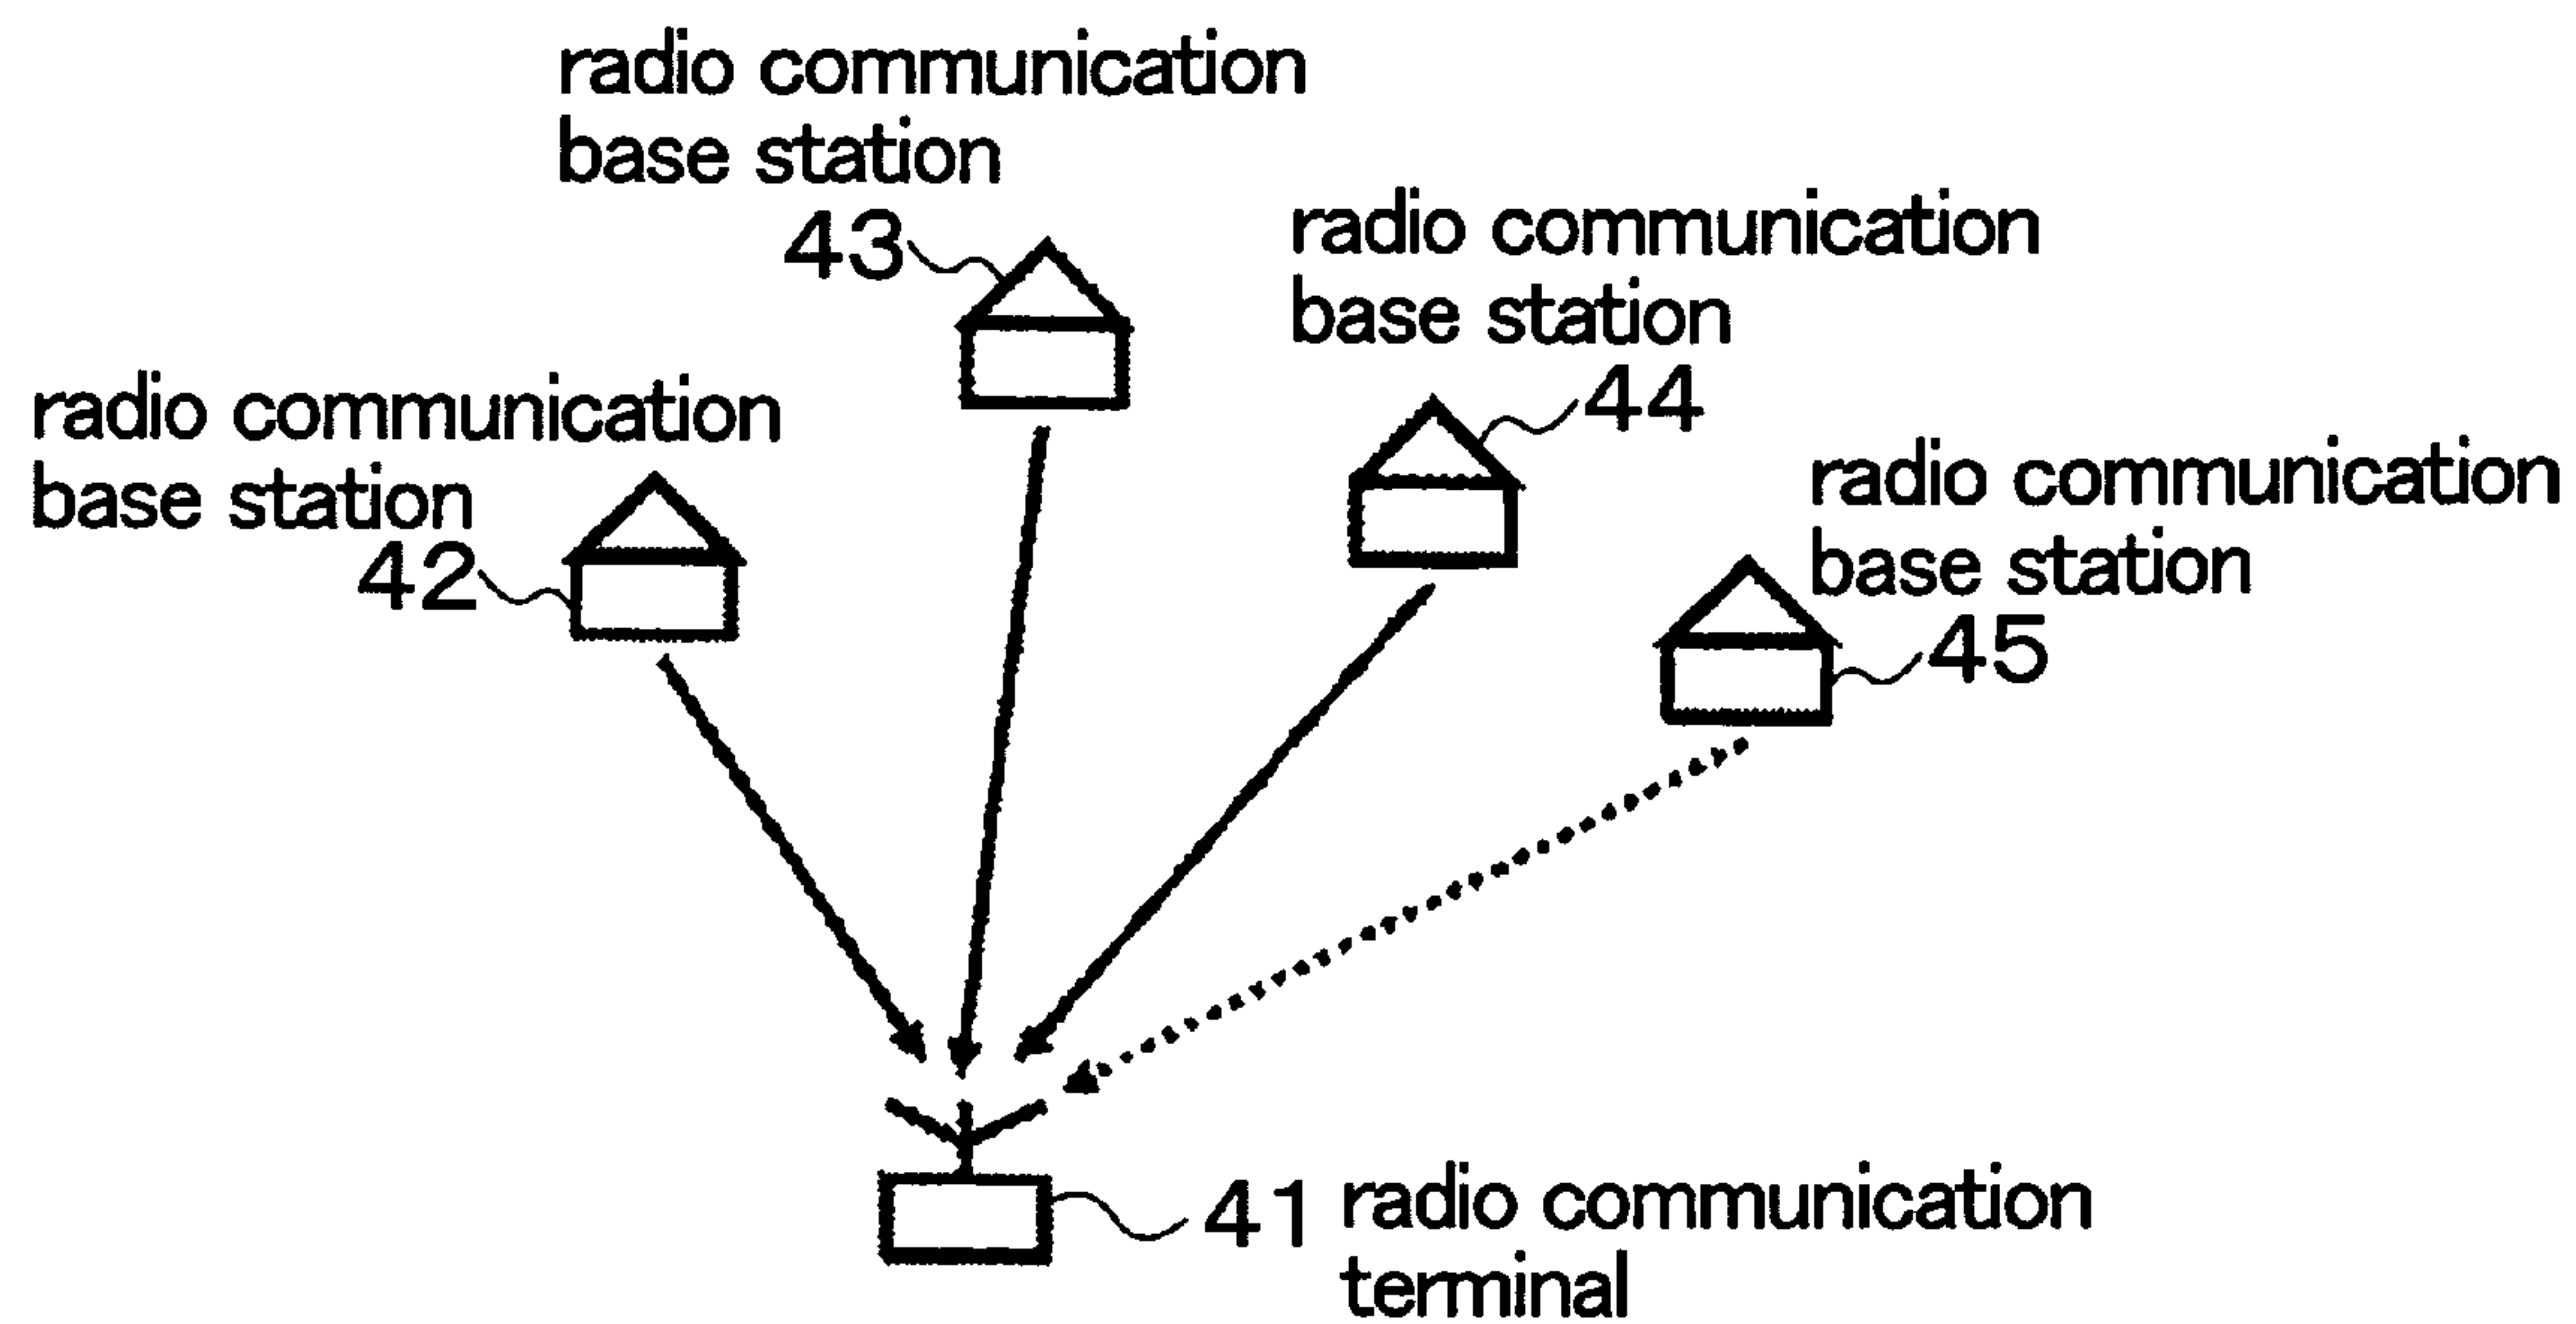 radio communication
base station
43
radio communication
base station
44
radio communication
base station
42
radio communication
base station
45
41 radio communication
terminal